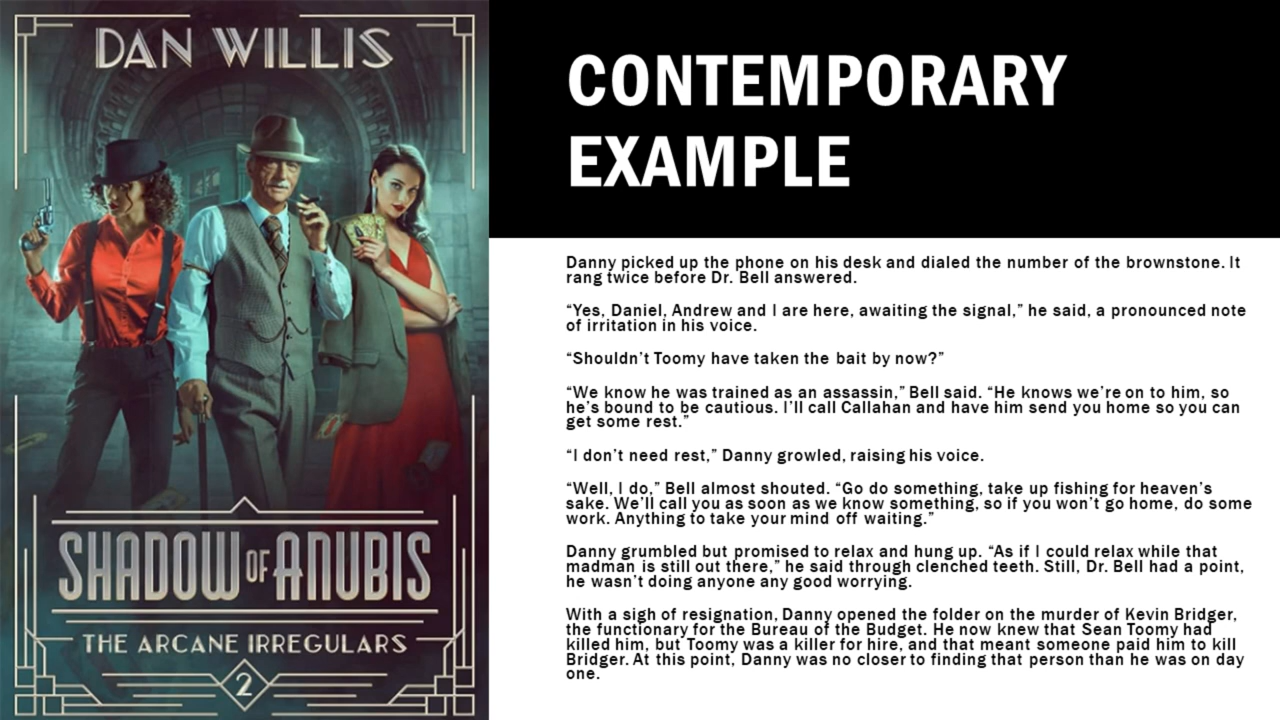 DAN WILLIS
SHADOW OF ANUBIS
THE ARCANE IRREGULARS
2
CONTEMPORARY
EXAMPLE
Danny picked up the phone on his desk and dialed the number of the brownstone. It
rang twice before Dr. Bell answered.
“Yes, Daniel, Andrew and I are here, awaiting the signal,” he said, a pronounced note
of irritation in his voice.
“Shouldn’t Toomy have taken the bait by now?”
“We know he was trained as an assassin,” Bell said. “He knows we’re on to him, so
he’s bound to be cautious. I’ll call Callahan and have him send you home so you can
get some rest.”
“I don’t need rest,” Danny growled, raising his voice.
“Well, I do,” Bell almost shouted. “Go do something, take up fishing for heaven’s
sake. We’ll call you as soon as we know something, so if you won’t go home, do some
work. Anything to take your mind off waiting.”
Danny grumbled but promised to relax and hung up. “As if I could relax while that
madman is still out there,” he said through clenched teeth. Still, Dr. Bell had a point,
he wasn’t doing anyone any good worrying.
With a sigh of resignation, Danny opened the folder on the murder of Kevin Bridger,
the functionary for the Bureau of the Budget. He now knew that Sean Toomy had
killed him, but Toomy was a killer for hire, and that meant someone paid him to kill
Bridger. At this point, Danny was no closer to finding that person than he was on day
one.